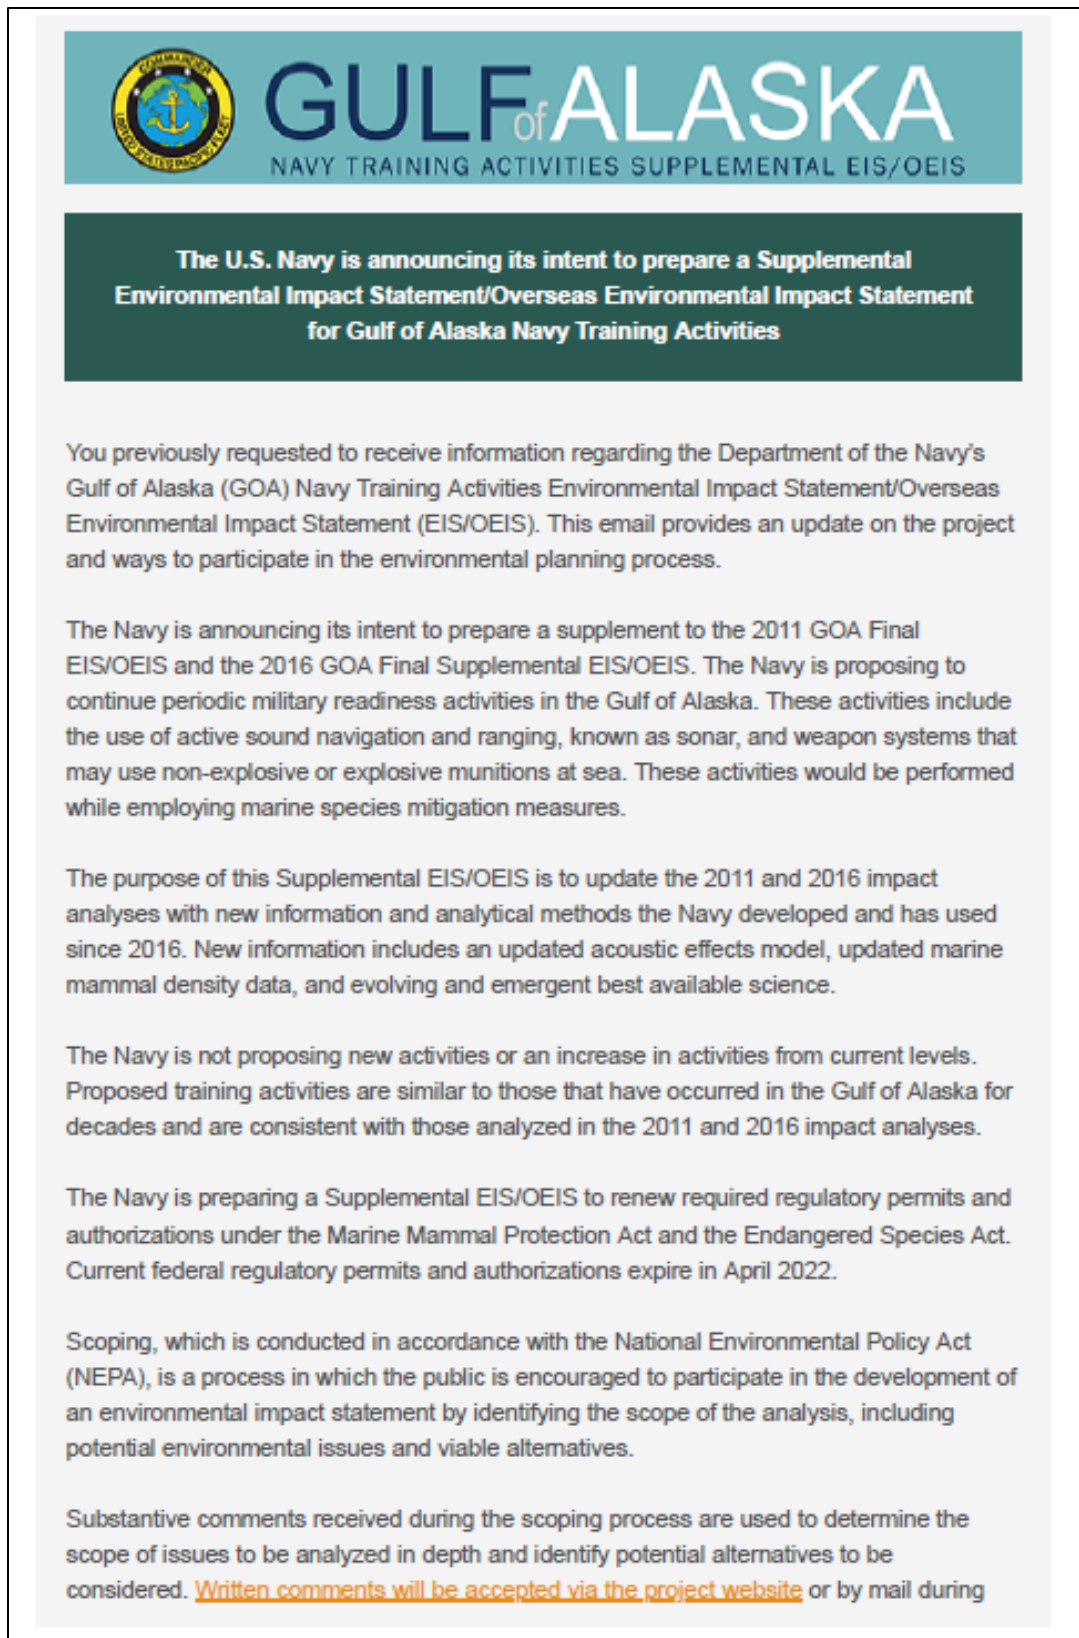 COMMANDER
UNITED STATES PACIFIC FLEET
GULF of ALASKA
NAVY TRAINING ACTIVITIES SUPPLEMENTAL EIS/OEIS
The U.S. Navy is announcing its intent to prepare a Supplemental
Environmental Impact Statement/Overseas Environmental Impact Statement
for Gulf of Alaska Navy Training Activities
You previously requested to receive information regarding the Department of the Navy's
Gulf of Alaska (GOA) Navy Training Activities Environmental Impact Statement/Overseas
Environmental Impact Statement (EIS/OEIS). This email provides an update on the project
and ways to participate in the environmental planning process.
The Navy is announcing its intent to prepare a supplement to the 2011 GOA Final
EIS/OEIS and the 2016 GOA Final Supplemental EIS/OEIS. The Navy is proposing to
continue periodic military readiness activities in the Gulf of Alaska. These activities include
the use of active sound navigation and ranging, known as sonar, and weapon systems that
may use non-explosive or explosive munitions at sea. These activities would be performed
while employing marine species mitigation measures.
The purpose of this Supplemental EIS/OEIS is to update the 2011 and 2016 impact
analyses with new information and analytical methods the Navy developed and has used
since 2016. New information includes an updated acoustic effects model, updated marine
mammal density data, and evolving and emergent best available science.
The Navy is not proposing new activities or an increase in activities from current levels.
Proposed training activities are similar to those that have occurred in the Gulf of Alaska for
decades and are consistent with those analyzed in the 2011 and 2016 impact analyses.
The Navy is preparing a Supplemental EIS/OEIS to renew required regulatory permits and
authorizations under the Marine Mammal Protection Act and the Endangered Species Act.
Current federal regulatory permits and authorizations expire in April 2022.
Scoping, which is conducted in accordance with the National Environmental Policy Act
(NEPA), is a process in which the public is encouraged to participate in the development of
an environmental impact statement by identifying the scope of the analysis, including
potential environmental issues and viable alternatives.
Substantive comments received during the scoping process are used to determine the
scope of issues to be analyzed in depth and identify potential alternatives to be
considered. Written comments will be accepted via the project website or by mail during